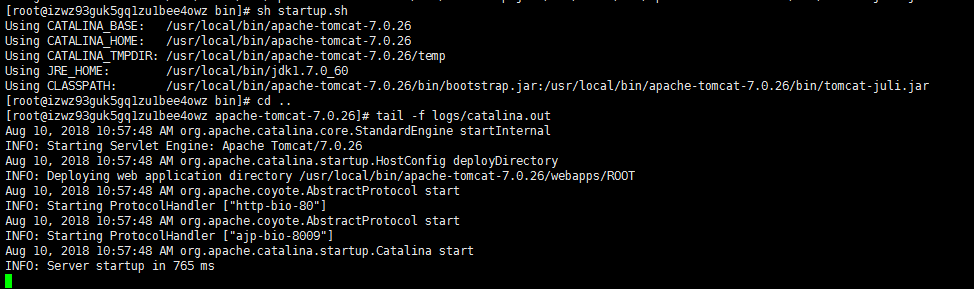 [root@izwz93guk5gq1zu1bee4owz bin]# sh startup.sh
Using CATALINA_BASE:   /usr/local/bin/apache-tomcat-7.0.26
Using CATALINA_HOME:   /usr/local/bin/apache-tomcat-7.0.26
Using CATALINA_TMPDIR: /usr/local/bin/apache-tomcat-7.0.26/temp
Using JRE_HOME:        /usr/local/bin/jdk1.7.0_60
Using CLASSPATH:       /usr/local/bin/apache-tomcat-7.0.26/bin/bootstrap.jar:/usr/local/bin/apache-tomcat-7.0.26/bin/tomcat-juli.jar
[root@izwz93guk5gq1zu1bee4owz bin]# cd ..
[root@izwz93guk5gq1zu1bee4owz apache-tomcat-7.0.26]# tail -f logs/catalina.out
Aug 10, 2018 10:57:48 AM org.apache.catalina.core.StandardEngine startInternal
INFO: Starting Servlet Engine: Apache Tomcat/7.0.26
Aug 10, 2018 10:57:48 AM org.apache.catalina.startup.HostConfig deployDirectory
INFO: Deploying web application directory /usr/local/bin/apache-tomcat-7.0.26/webapps/ROOT
Aug 10, 2018 10:57:48 AM org.apache.coyote.AbstractProtocol start
INFO: Starting ProtocolHandler ["http-bio-80"]
Aug 10, 2018 10:57:48 AM org.apache.coyote.AbstractProtocol start
INFO: Starting ProtocolHandler ["ajp-bio-8009"]
Aug 10, 2018 10:57:48 AM org.apache.catalina.startup.Catalina start
INFO: Server startup in 765 ms